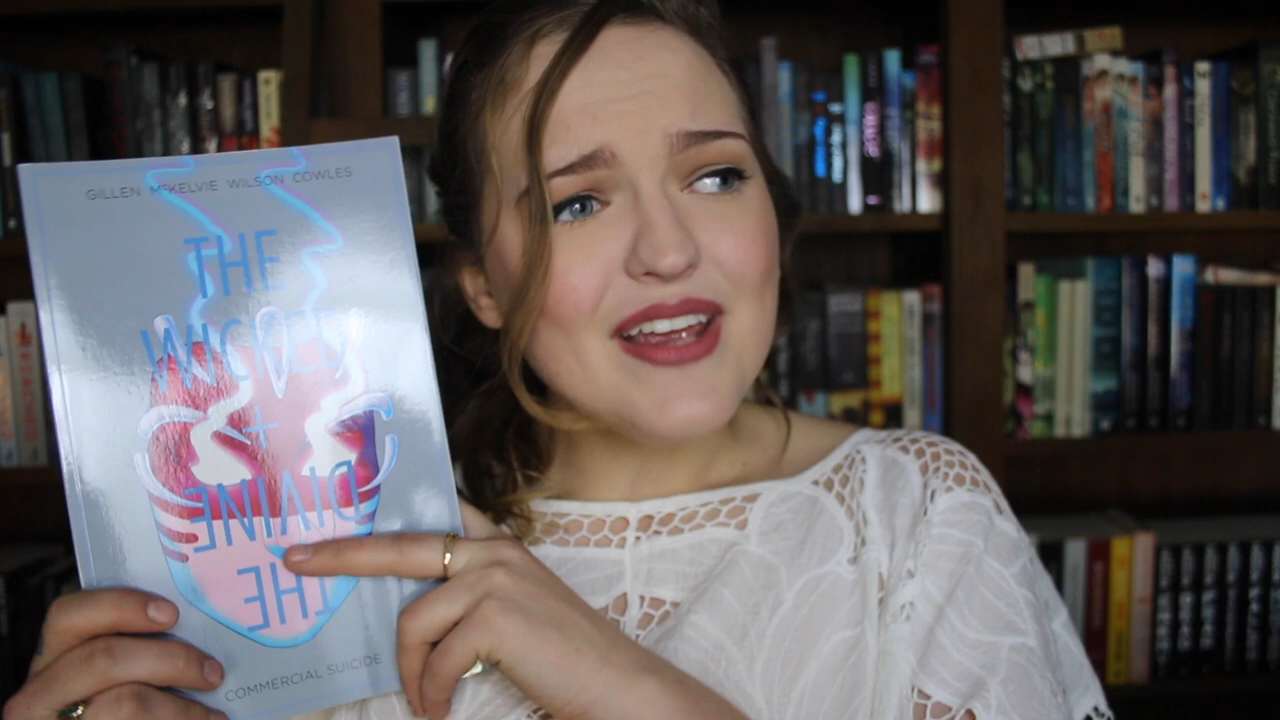 GILLEN McKELVIE WILSON COWLES
THE
WICKED
+
DIVINE
THE
COMMERCIAL SUICIDE